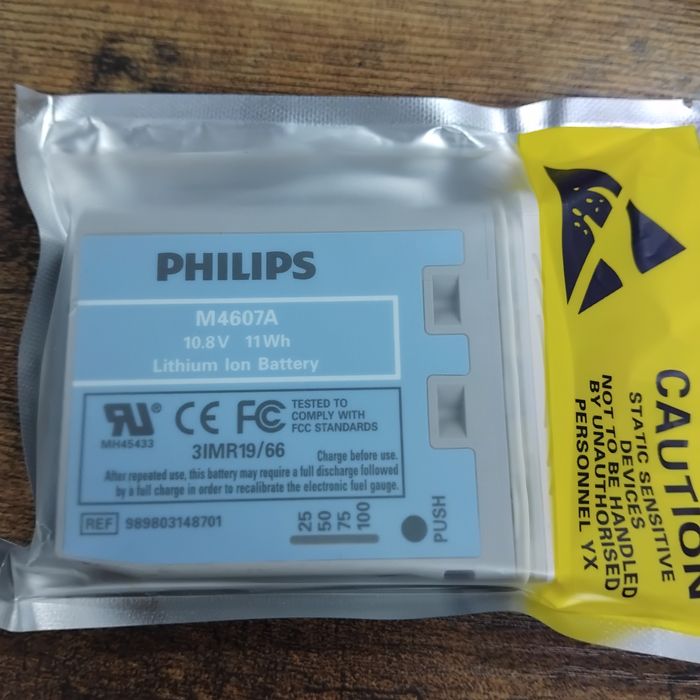 PHILIPS
M4607A
10.8V 11Wh
Lithium Ion Battery
UR®
MH45433
CE FC
TESTED TO
COMPLY WITH
FCC STANDARDS
3IMR19/66
Charge before use.
After repeated use, this battery may require a full discharge followed
by a full charge in order to recalibrate the electronic fuel gauge.
REF 989803148701
25
50
75
100
PUSH
CAUTION
STATIC SENSITIVE
DEVICES
NOT TO BE HANDLED
BY UNAUTHORISED
PERSONNEL YX